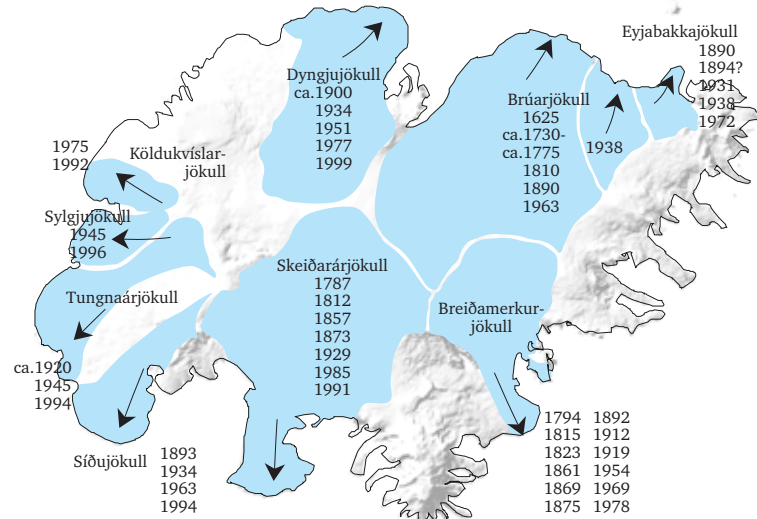 Eyjabakkajökull
1890
1894?
1931
1938
1972
Dyngjujökull
ca.1900
1934
1951
1977
1999
Brúarjökull
1625
ca.1730-
ca.1775
1810
1890
1963
1938
1975
1992
Köldukvíslar-
jökull
Sylgjujökull
1945
1996
Tungnaárjökull
ca.1920
1945
1994
Skeiðarárjökull
1787
1812
1857
1873
1929
1985
1991
Breiðamerkur-
jökull
1794 1892
1815 1912
1823 1919
1861 1954
1869 1969
1875 1978
Síðujökull
1893
1934
1963
1994